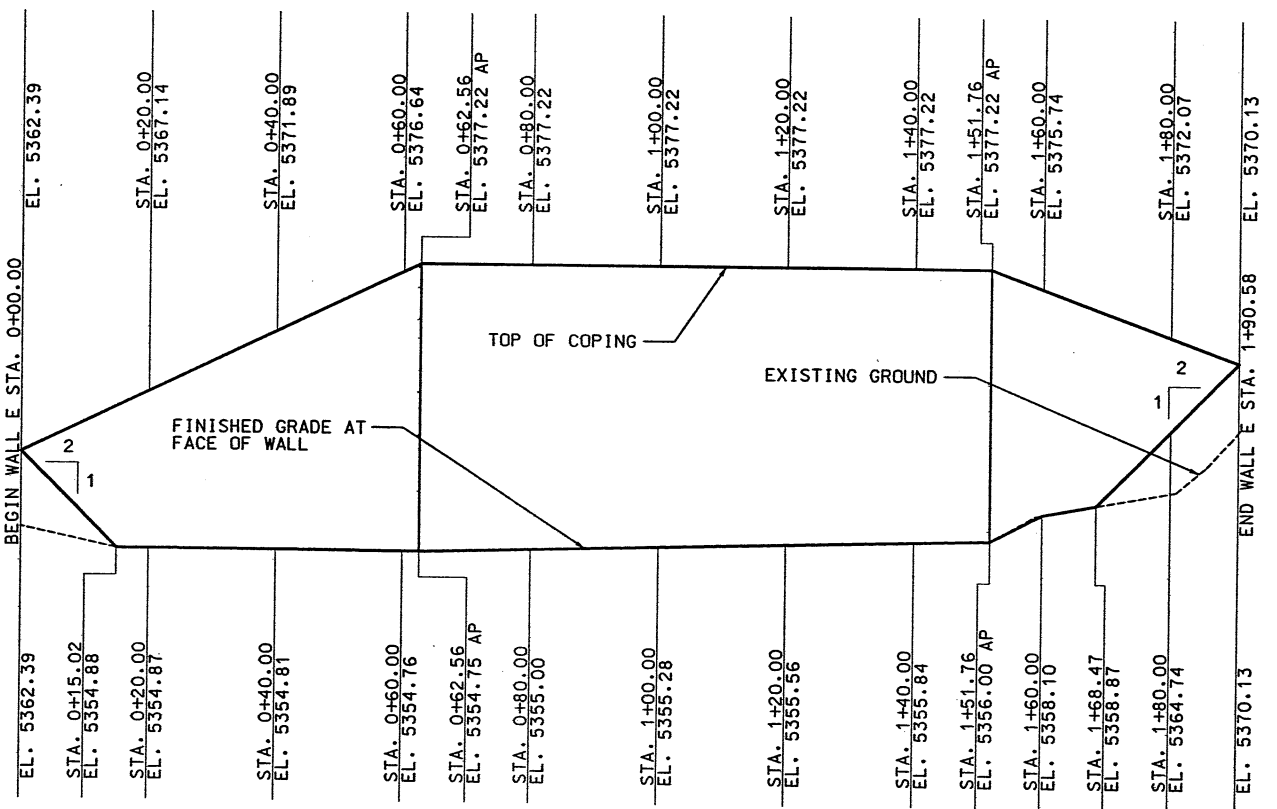 BEGIN WALL E STA. 0+00.00
EL. 5362.39
STA. 0+20.00
EL. 5367.14
STA. 0+40.00
EL. 5371.89
STA. 0+60.00
EL. 5376.64
STA. 0+62.56
EL. 5377.22 AP
STA. 0+80.00
EL. 5377.22
STA. 1+00.00
EL. 5377.22
STA. 1+20.00
EL. 5377.22
STA. 1+40.00
EL. 5377.22
STA. 1+51.76
EL. 5377.22 AP
STA. 1+60.00
EL. 5375.74
STA. 1+80.00
EL. 5372.07
END WALL E STA. 1+90.58
EL. 5370.13
TOP OF COPING
EXISTING GROUND
2
1
FINISHED GRADE AT
FACE OF WALL
2
1
EL. 5362.39
STA. 0+15.02
EL. 5354.88
STA. 0+20.00
EL. 5354.87
STA. 0+40.00
EL. 5354.81
STA. 0+60.00
EL. 5354.76
STA. 0+62.56
EL. 5354.75 AP
STA. 0+80.00
EL. 5355.00
STA. 1+00.00
EL. 5355.28
STA. 1+20.00
EL. 5355.56
STA. 1+40.00
EL. 5355.84
STA. 1+51.76
EL. 5356.00 AP
STA. 1+60.00
EL. 5358.10
STA. 1+68.47
EL. 5358.87
STA. 1+80.00
EL. 5364.74
EL. 5370.13